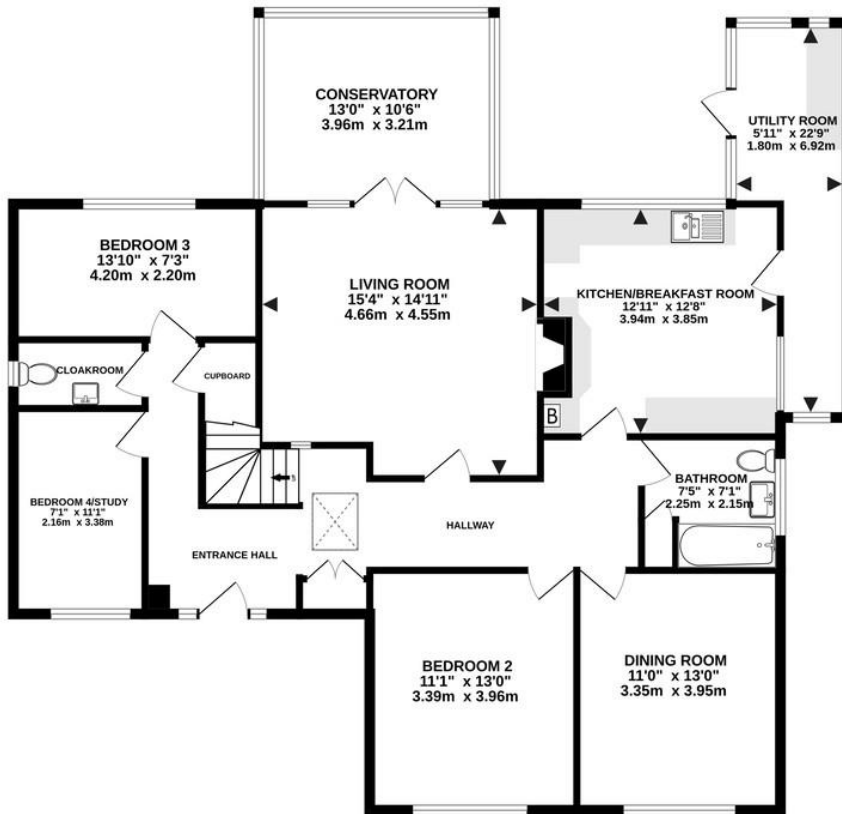 CONSERVATORY
13'0" x 10'6"
3.96m x 3.21m
UTILITY ROOM
5'11" x 22'9"
1.80m x 6.92m
BEDROOM 3
13'10" x 7'3"
4.20m x 2.20m
LIVING ROOM
15'4" x 14'11"
4.66m x 4.55m
KITCHEN/BREAKFAST ROOM
12'11" x 12'8"
3.94m x 3.85m
CLOAKROOM
CUPBOARD
B
BEDROOM 4/STUDY
7'1" x 11'1"
2.16m x 3.38m
UP
BATHROOM
7'5" x 7'1"
2.25m x 2.15m
HALLWAY
ENTRANCE HALL
BEDROOM 2
11'1" x 13'0"
3.39m x 3.96m
DINING ROOM
11'0" x 13'0"
3.35m x 3.95m